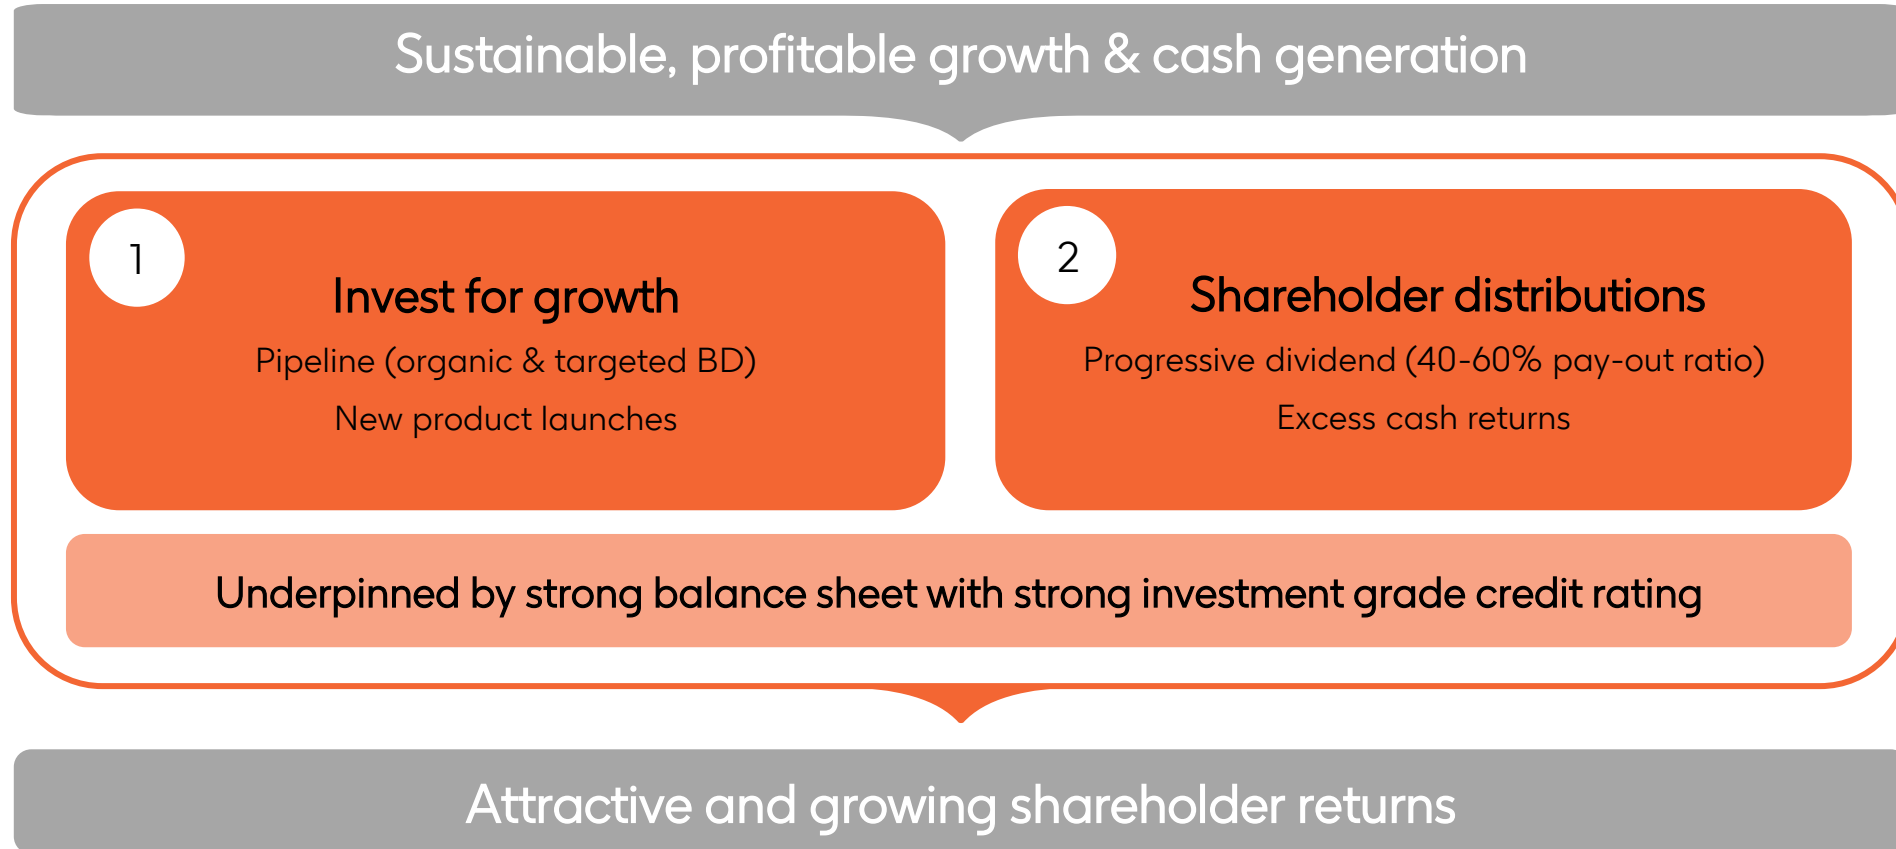 Sustainable, profitable growth & cash generation
1
Invest for growth
Pipeline (organic & targeted BD)
New product launches
2
Shareholder distributions
Progressive dividend (40-60% pay-out ratio)
Excess cash returns
Underpinned by strong balance sheet with strong investment grade credit rating
Attractive and growing shareholder returns